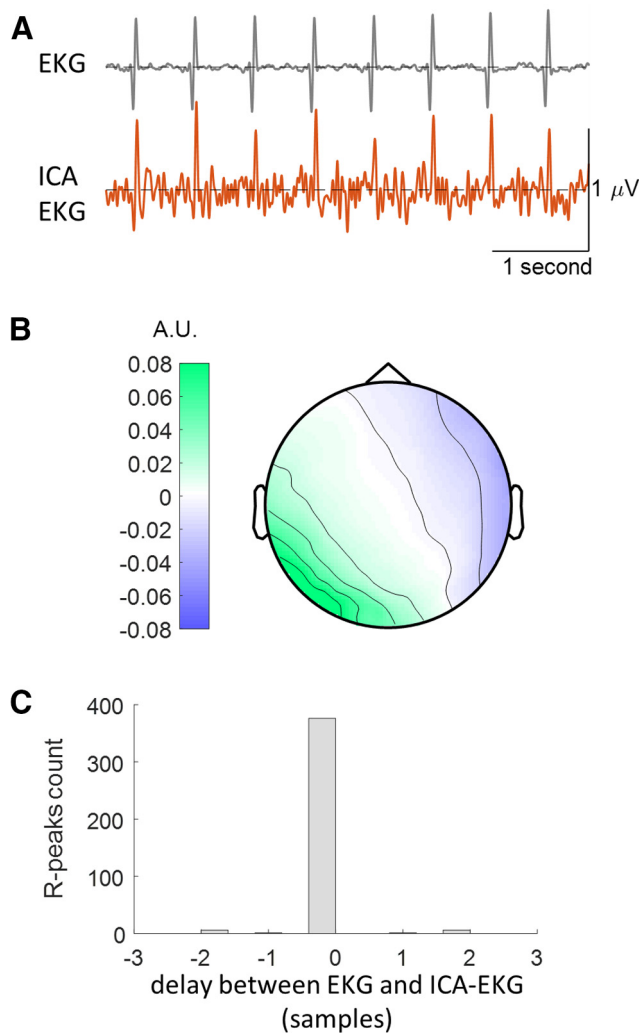 A
EKG
ICA
EKG
1 μV
1 second
B
A.U.
0.08
0.06
0.04
0.02
0
-0.02
-0.04
-0.06
-0.08
C
400
300
200
100
0
R-peaks count
-3 -2 -1 0 1 2 3
delay between EKG and ICA-EKG
(samples)